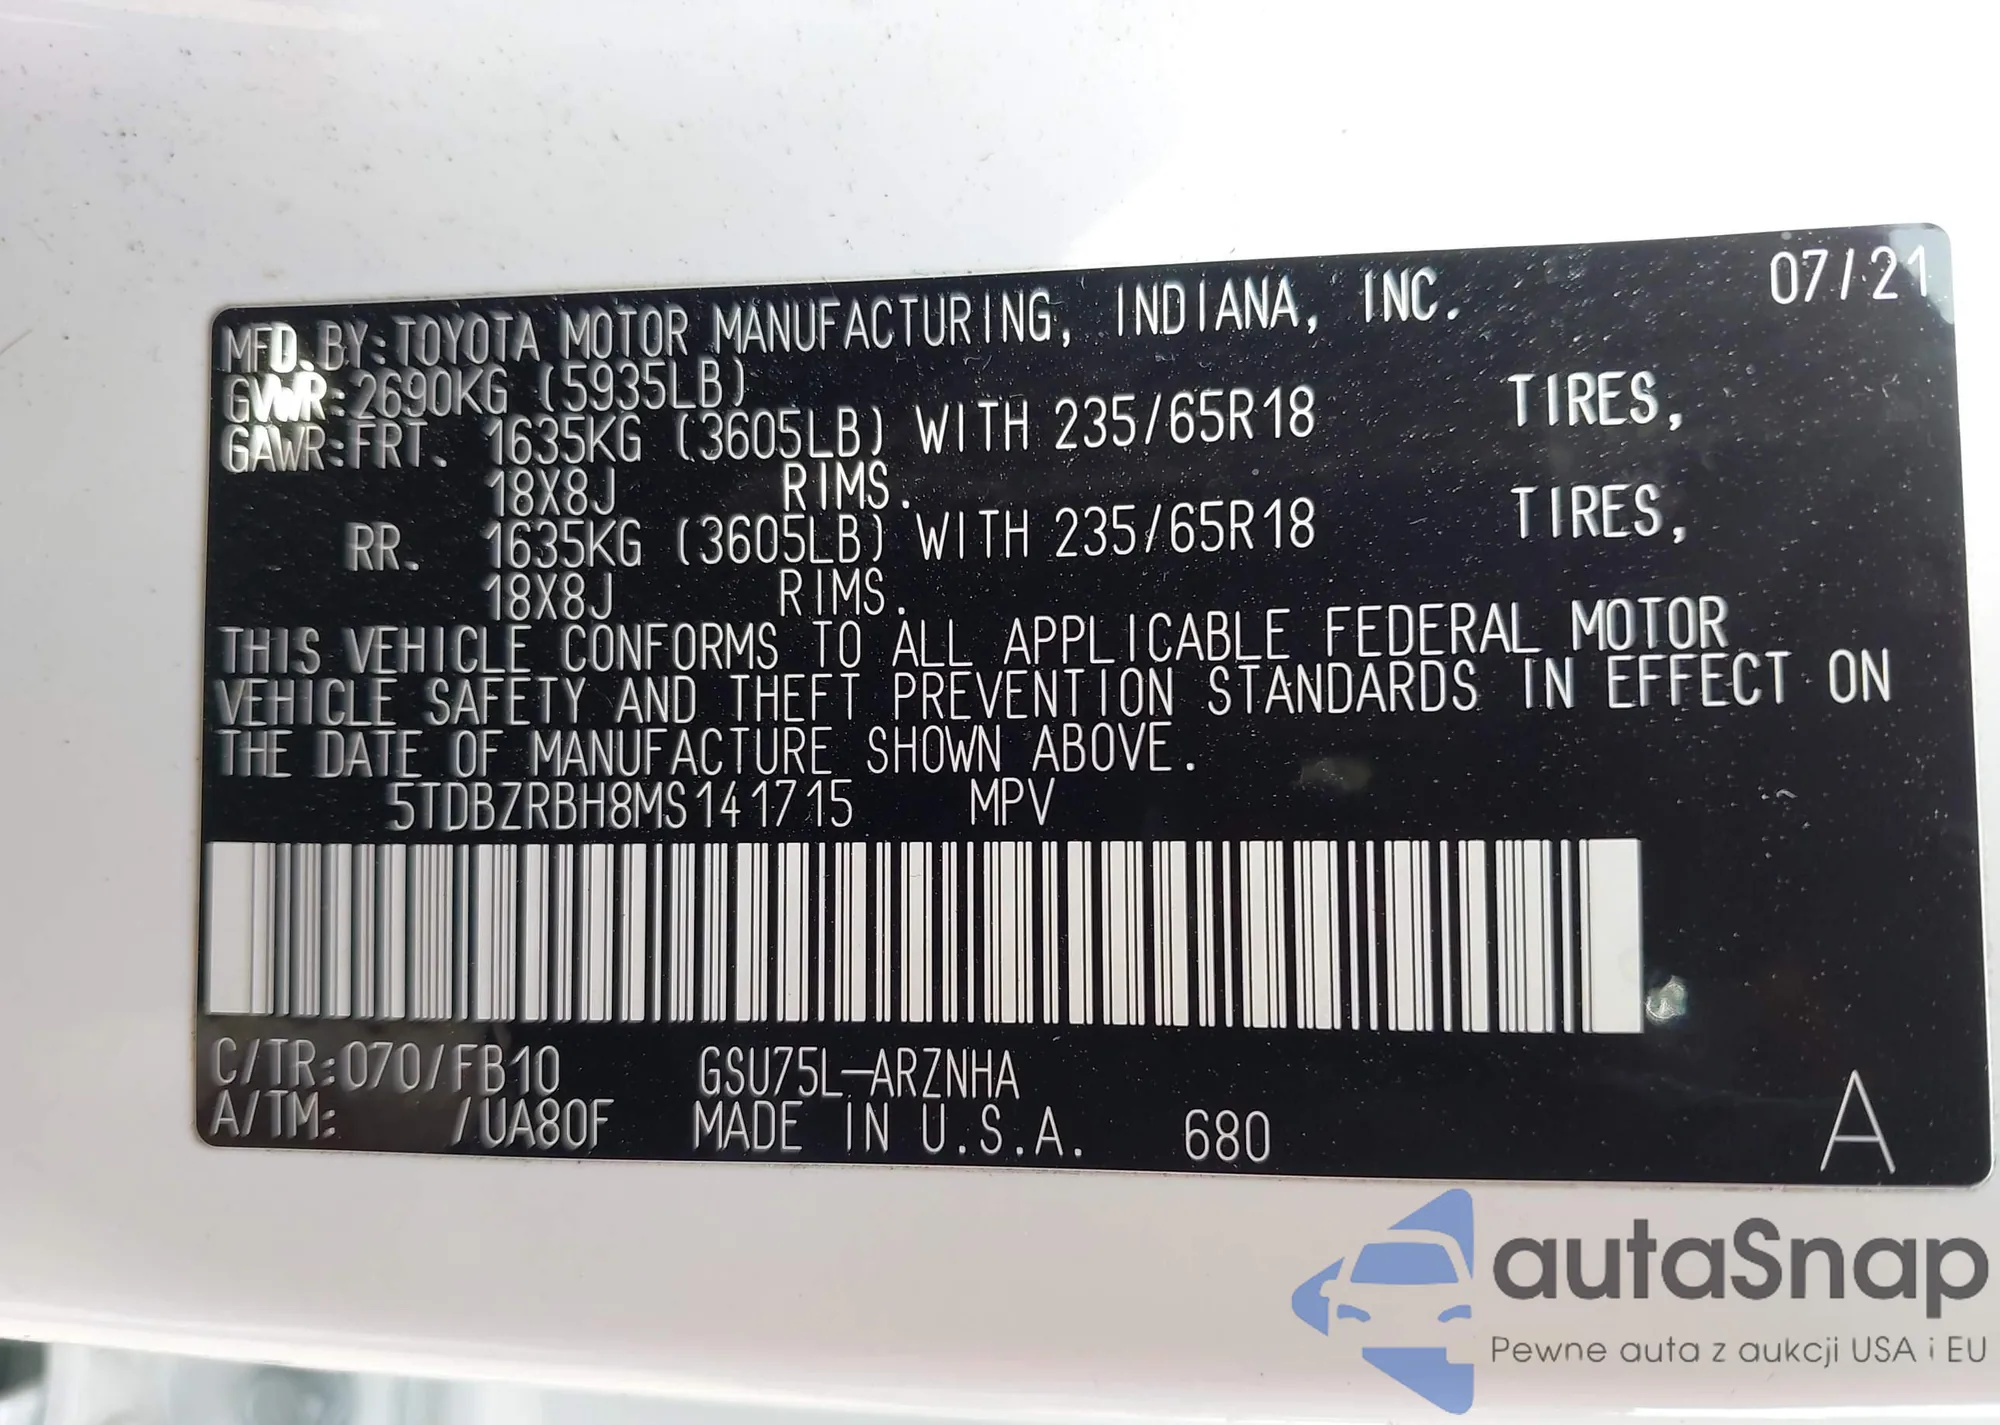 07/21
MFD. BY:TOYOTA MOTOR MANUFACTURING, INDIANA, INC.
GVWR:2690KG (5935LB)
GAWR:FRT. 1635KG (3605LB) WITH 235/65R18 TIRES,
18X8J RIMS.
RR. 1635KG (3605LB) WITH 235/65R18 TIRES,
18X8J RIMS.
THIS VEHICLE CONFORMS TO ALL APPLICABLE FEDERAL MOTOR
VEHICLE SAFETY AND THEFT PREVENTION STANDARDS IN EFFECT ON
THE DATE OF MANUFACTURE SHOWN ABOVE.
5TDBZRBH8MS141715 MPV
C/TR:070/FB10 GSU75L-ARZNHA
A/TM: /UA80F MADE IN U.S.A. 680 A
autaSnap
Pewne auta z aukcji USA i EU